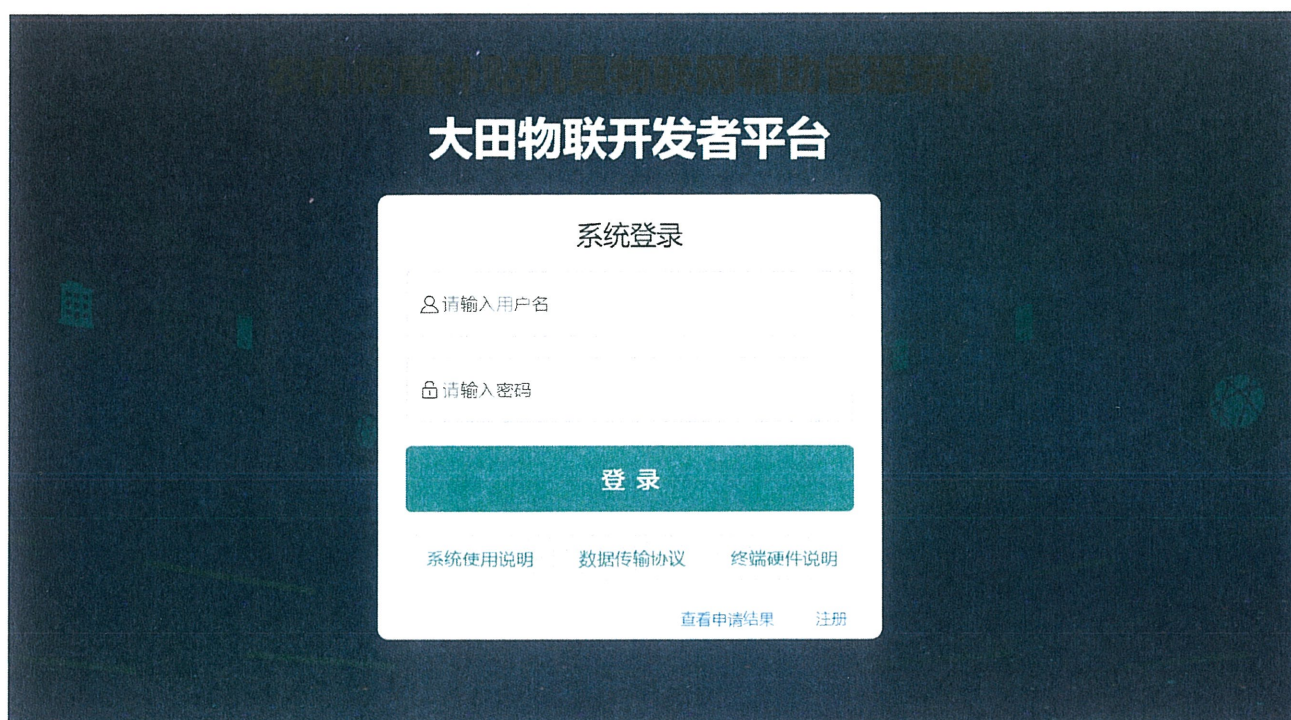 大田物联开发者平台
系统登录
请输入用户名
请输入密码
登 录
系统使用说明 数据传输协议 终端硬件说明
查看申请结果 注册